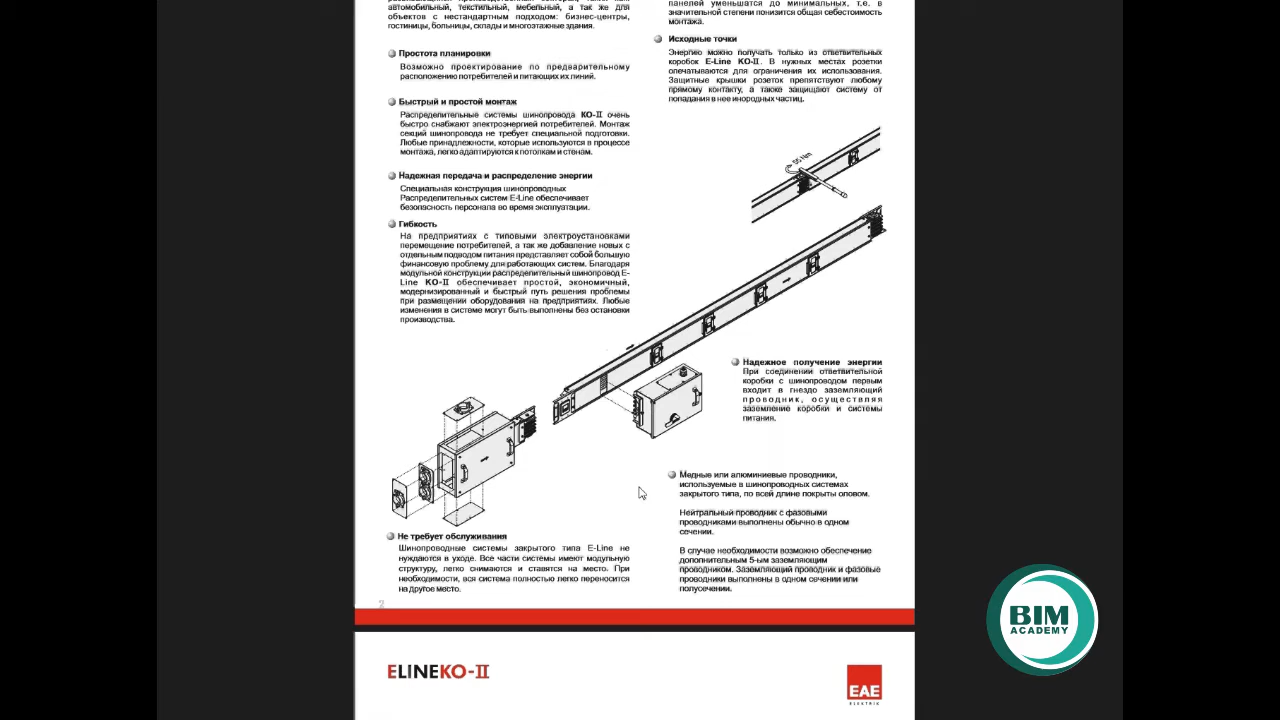 автомобильный, текстильный, мебельный, а так же для
объектов с нестандартным подходом: бизнес-центры,
гостиницы, больницы, склады и многоэтажные здания.
Простота планировки
Возможно проектирование по предварительному
расположению потребителей и питающих их линий.
Быстрый и простой монтаж
Распределительные системы шинопровода КО-II очень
быстро снабжают электроэнергией потребителей. Монтаж
секций шинопровода не требует специальной подготовки.
Любые принадлежности, которые используются в процессе
монтажа, легко адаптируются к потолкам и стенам.
Надежная передача и распределение энергии
Специальная конструкция шинопроводных
Распределительных систем E-Line обеспечивает
безопасность персонала во время эксплуатации.
Гибкость
На предприятиях с типовыми электроустановками
перемещение потребителей, а так же добавление новых с
отдельным подводом питания представляет собой большую
финансовую проблему для работающих систем. Благодаря
модульной конструкции распределительный шинопровод E-
Line КО-II обеспечивает простой, экономичный,
модернизированный и быстрый путь решения проблемы
при размещении оборудования на предприятиях. Любые
изменения в системе могут быть выполнены без остановки
производства.
Не требует обслуживания
Шинопроводные системы закрытого типа E-Line не
нуждаются в уходе. Все части системы имеют модульную
структуру, легко снимаются и ставятся на место. При
необходимости, вся система полностью легко переносится
на другое место.
2
панелей уменьшатся до минимальных, т.е. в
значительной степени понизится общая себестоимость
монтажа.
Исходные точки
Энергию можно получать только из ответвительных
коробок E-Line КО-II. В нужных местах розетки
опечатываются для ограничения их использования.
Защитные крышки розеток препятствуют любому
прямому контакту, а также защищают систему от
попадания в нее инородных частиц.
Nm
Надежное получение энергии
При соединении ответвительной
коробки с шинопроводом первым
входит в гнездо заземляющий
проводник, осуществляя
заземление коробки и системы
питания.
Медные или алюминиевые проводники,
используемые в шинопроводных системах
закрытого типа, по всей длине покрыты оловом.
Нейтральный проводник с фазовыми
проводниками выполнены обычно в одном
сечении.
В случае необходимости возможно обеспечение
дополнительным 5-ым заземляющим
проводником. Заземляющий проводник и фазовые
проводники выполнены в одном сечении или
полусечении.
BIM
ACADEMY
ELINEKO-II
EAE
ELEKTRIK